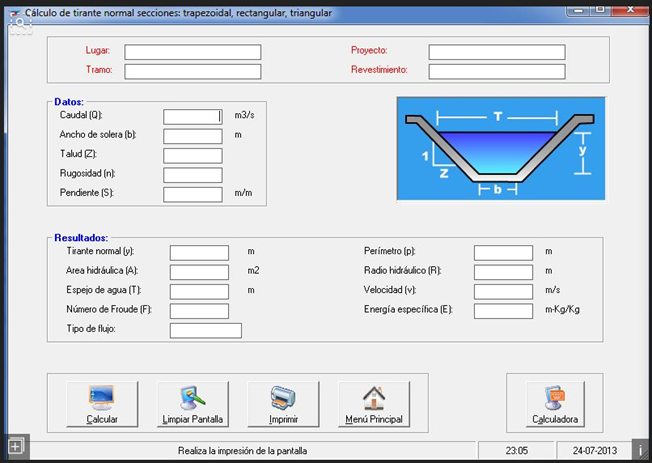 Cálculo de tirante normal secciones: trapezoidal, rectangular, triangular
Lugar: Proyecto:
Tramo: Revestimiento:
Datos:
Caudal (Q): m3/s
Ancho de solera (b): m
Talud (Z):
Rugosidad (n):
Pendiente (S): m/m
T
y
1
Z
b
Resultados:
Tirante normal (y): m Perímetro (p): m
Area hidráulica (A): m2 Radio hidráulico (R): m
Espejo de agua (T): m Velocidad (v): m/s
Número de Froude (F): Energía específica (E): m-Kg/Kg
Tipo de flujo:
Calcular Limpiar Pantalla Imprimir Menú Principal Calculadora
Realiza la impresión de la pantalla 23:05 24-07-2013